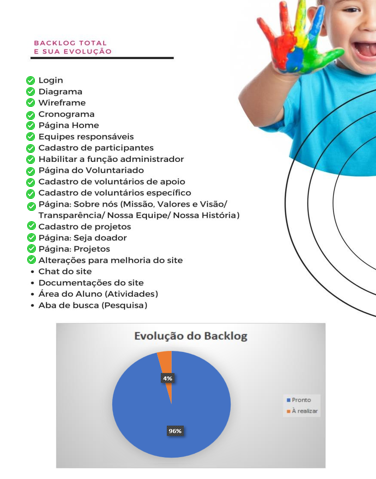 BACKLOG TOTAL
E SUA EVOLUÇÃO
Login
Diagrama
Wireframe
Cronograma
Página Home
Equipes responsáveis
Cadastro de participantes
Habilitar a função administrador
Página do Voluntariado
Cadastro de voluntários de apoio
Cadastro de voluntários específico
Página: Sobre nós (Missão, Valores e Visão/
Transparência/ Nossa Equipe/ Nossa História)
Cadastro de projetos
Página: Seja doador
Página: Projetos
Alterações para melhoria do site
Chat do site
Documentações do site
Área do Aluno (Atividades)
Aba de busca (Pesquisa)
Evolução do Backlog
4%
96%
Pronto
À realizar